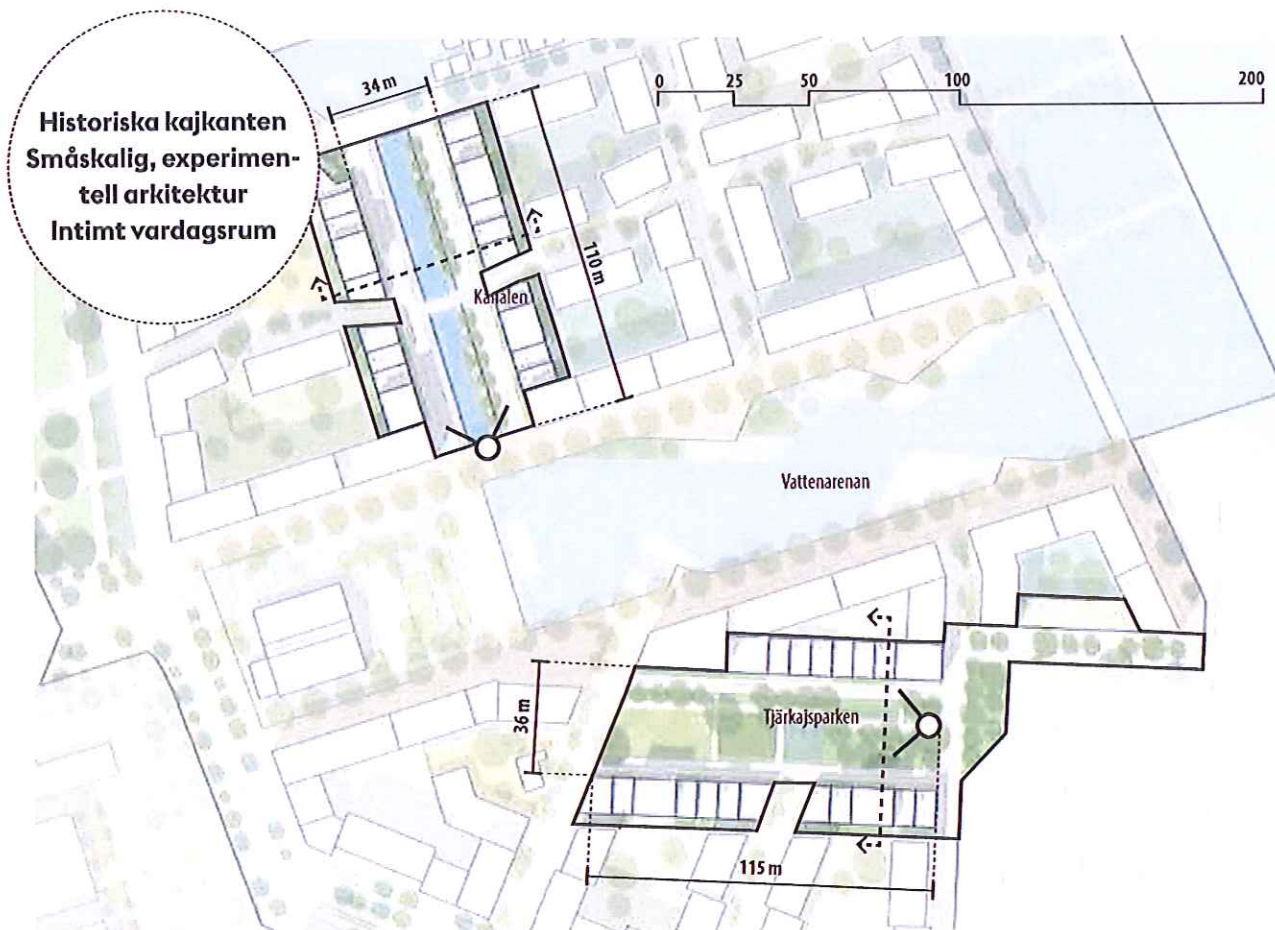 Historiska kajkanten
Småskalig, experimen-
tell arkitektur
Intimt vardagsrum
34 m
0 25 50 100 200
110 m
Kanalen
Vattenarenan
36 m
Tjärkajsparken
115 m